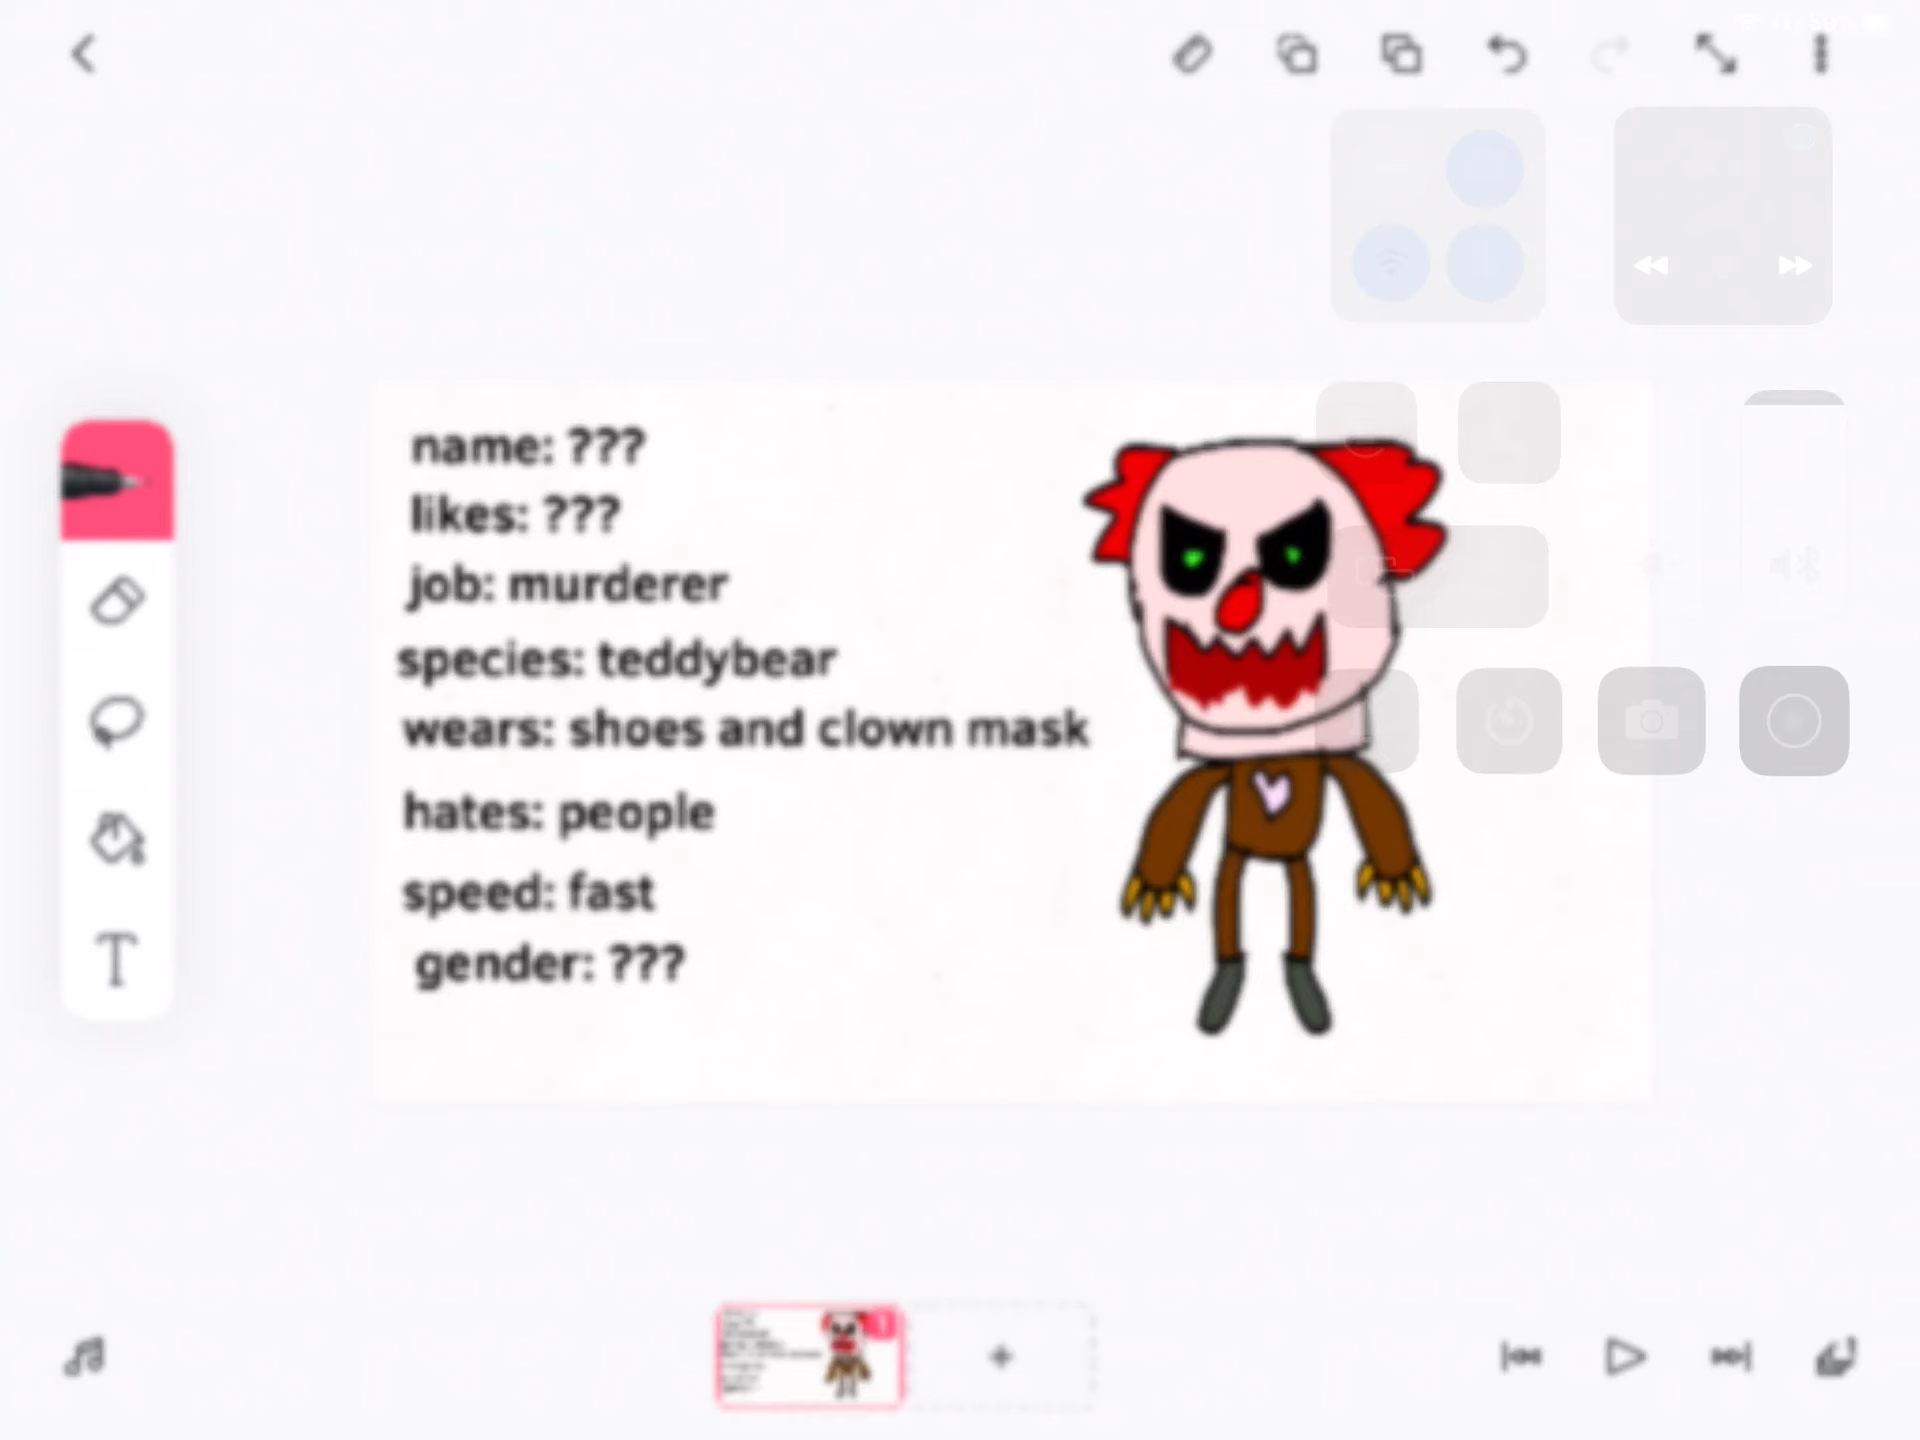 name: ???
likes: ???
job: murderer
species: teddybear
wears: shoes and clown mask
hates: people
speed: fast
gender: ???